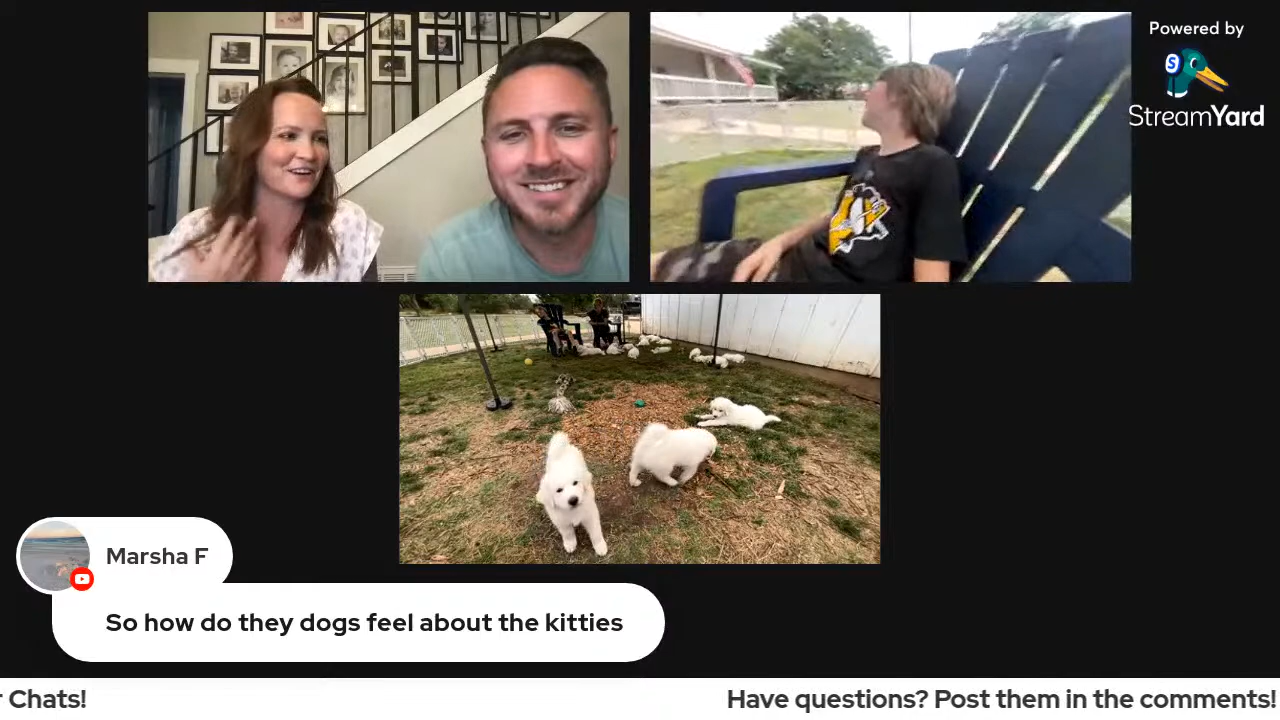 Powered by
S
StreamYard
Marsha F
So how do they dogs feel about the kitties
r Chats!
Have questions? Post them in the comments!